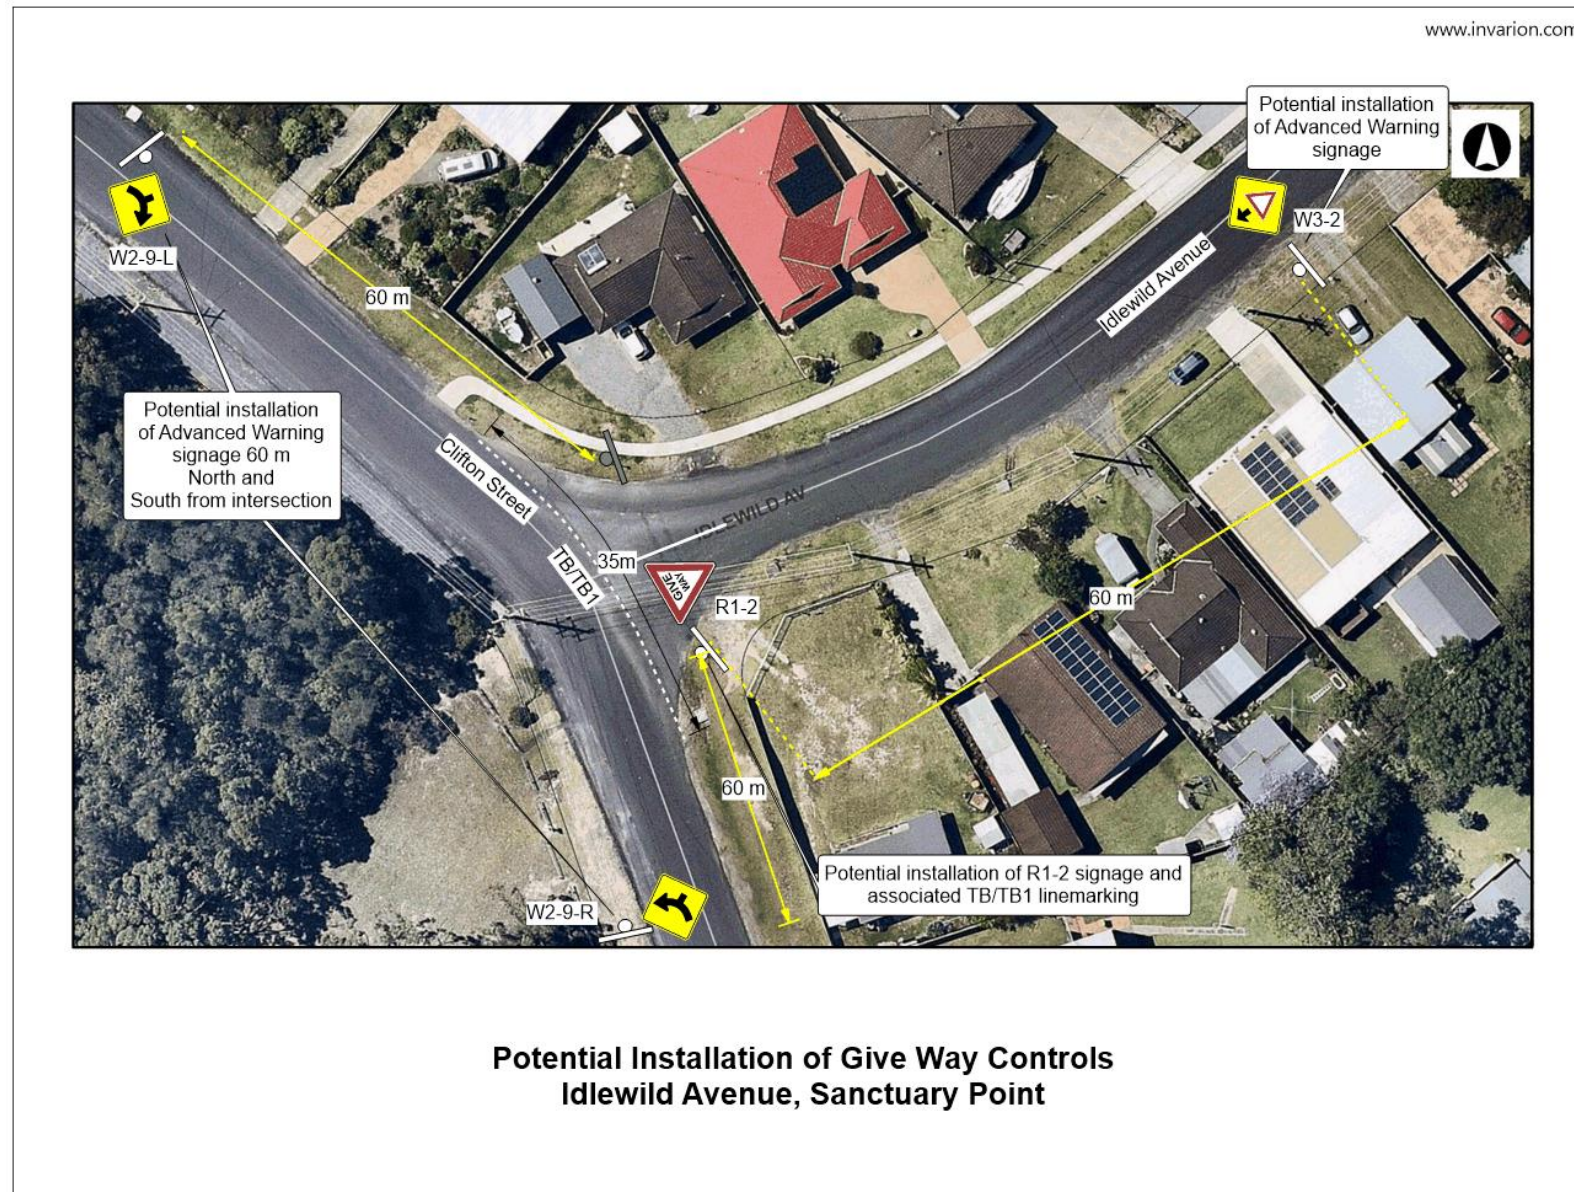 www.invarion.com
Potential installation
of Advanced Warning
signage
W3-2
W2-9-L
Idlewild Avenue
60 m
Potential installation
of Advanced Warning
signage 60 m
North and
South from intersection
Clifton Street
IDLEWILD AV
TB/TB1
35m
GIVE
WAY
R1-2
60 m
60 m
Potential installation of R1-2 signage and
associated TB/TB1 linemarking
W2-9-R
Potential Installation of Give Way Controls
Idlewild Avenue, Sanctuary Point